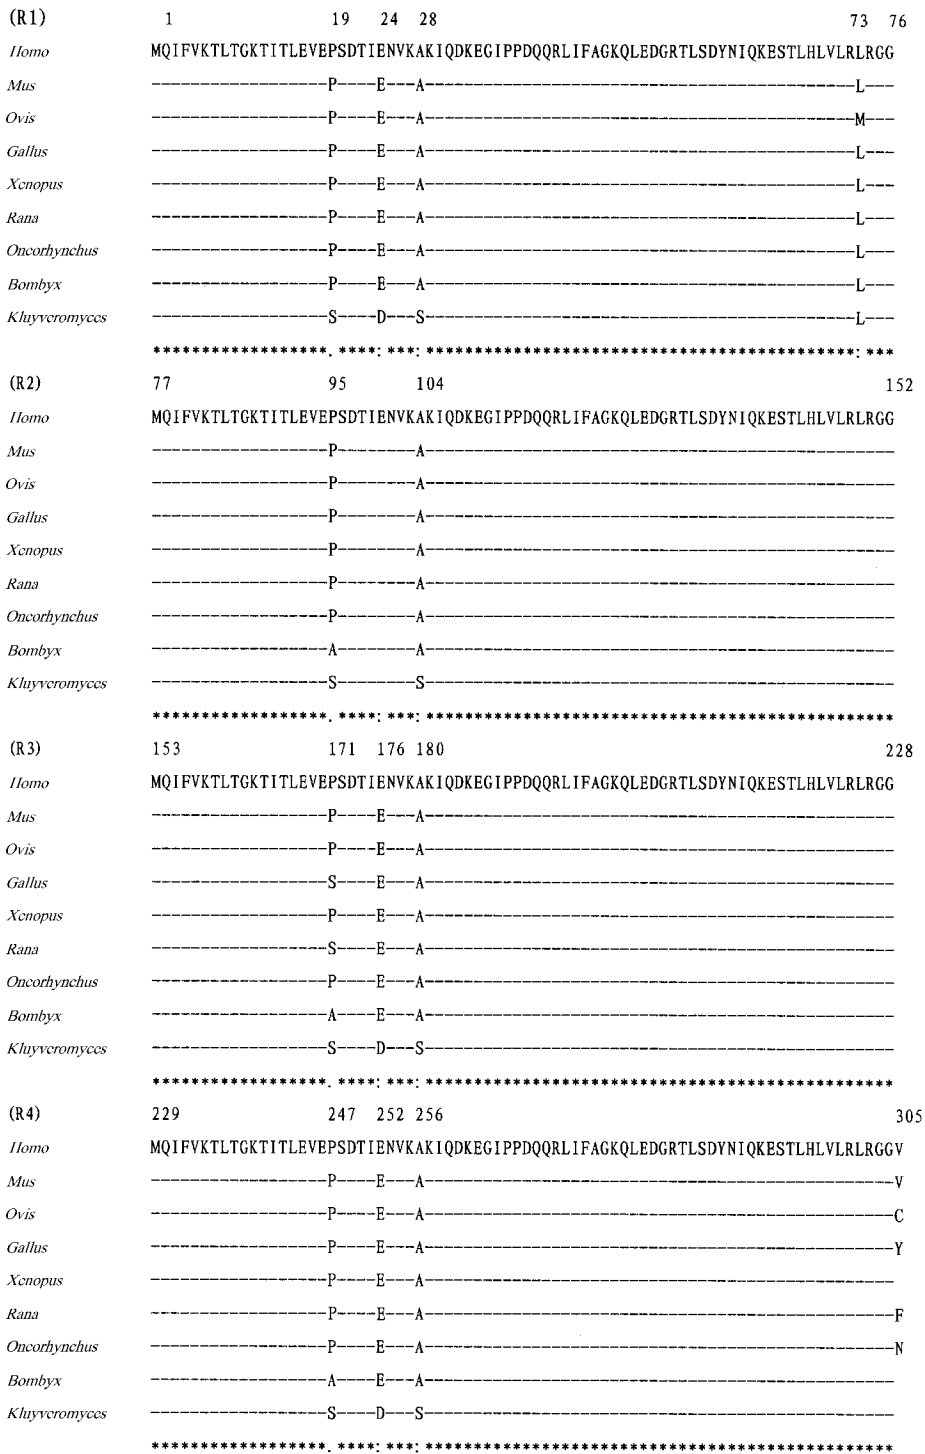 (R1) 1 19 24 28 73 76
Homo MQIFVKTLTGKTITLEVEPSDTIENVKAKIQDKEGIPPDQQRLIFAGKQLEDGRTLSDYNIQKESTLHLVLRLRGG
Mus ------------------P----E---A--------------------------------------------L---
Ovis ------------------P----E---A--------------------------------------------M---
Gallus ------------------P----E---A--------------------------------------------L---
Xenopus ------------------P----E---A--------------------------------------------L---
Rana ------------------P----E---A--------------------------------------------L---
Oncorhynchus ------------------P----E---A--------------------------------------------L---
Bombyx ------------------P----E---A--------------------------------------------L---
Kluyveromyces ------------------S----D---S--------------------------------------------L---
******************.****:***:********************************************:***
(R2) 77 95 104 152
Homo MQIFVKTLTGKTITLEVEPSDTIENVKAKIQDKEGIPPDQQRLIFAGKQLEDGRTLSDYNIQKESTLHLVLRLRGG
Mus ------------------P--------A------------------------------------------------
Ovis ------------------P--------A------------------------------------------------
Gallus ------------------P--------A------------------------------------------------
Xenopus ------------------P--------A------------------------------------------------
Rana ------------------P--------A------------------------------------------------
Oncorhynchus ------------------P--------A------------------------------------------------
Bombyx ------------------A--------A------------------------------------------------
Kluyveromyces ------------------S--------S------------------------------------------------
******************.****:***:************************************************
(R3) 153 171 176 180 228
Homo MQIFVKTLTGKTITLEVEPSDTIENVKAKIQDKEGIPPDQQRLIFAGKQLEDGRTLSDYNIQKESTLHLVLRLRGG
Mus ------------------P----E---A------------------------------------------------
Ovis ------------------P----E---A------------------------------------------------
Gallus ------------------S----E---A------------------------------------------------
Xenopus ------------------P----E---A------------------------------------------------
Rana ------------------S----E---A------------------------------------------------
Oncorhynchus ------------------P----E---A------------------------------------------------
Bombyx ------------------A----E---A------------------------------------------------
Kluyveromyces ------------------S----D---S------------------------------------------------
******************.****:***:************************************************
(R4) 229 247 252 256 305
Homo MQIFVKTLTGKTITLEVEPSDTIENVKAKIQDKEGIPPDQQRLIFAGKQLEDGRTLSDYNIQKESTLHLVLRLRGGV
Mus ------------------P----E---A------------------------------------------------V
Ovis ------------------P----E---A------------------------------------------------C
Gallus ------------------P----E---A------------------------------------------------Y
Xenopus ------------------P----E---A------------------------------------------------
Rana ------------------P----E---A------------------------------------------------F
Oncorhynchus ------------------P----E---A------------------------------------------------N
Bombyx ------------------A----E---A------------------------------------------------
Kluyveromyces ------------------S----D---S------------------------------------------------
******************.****:***:************************************************